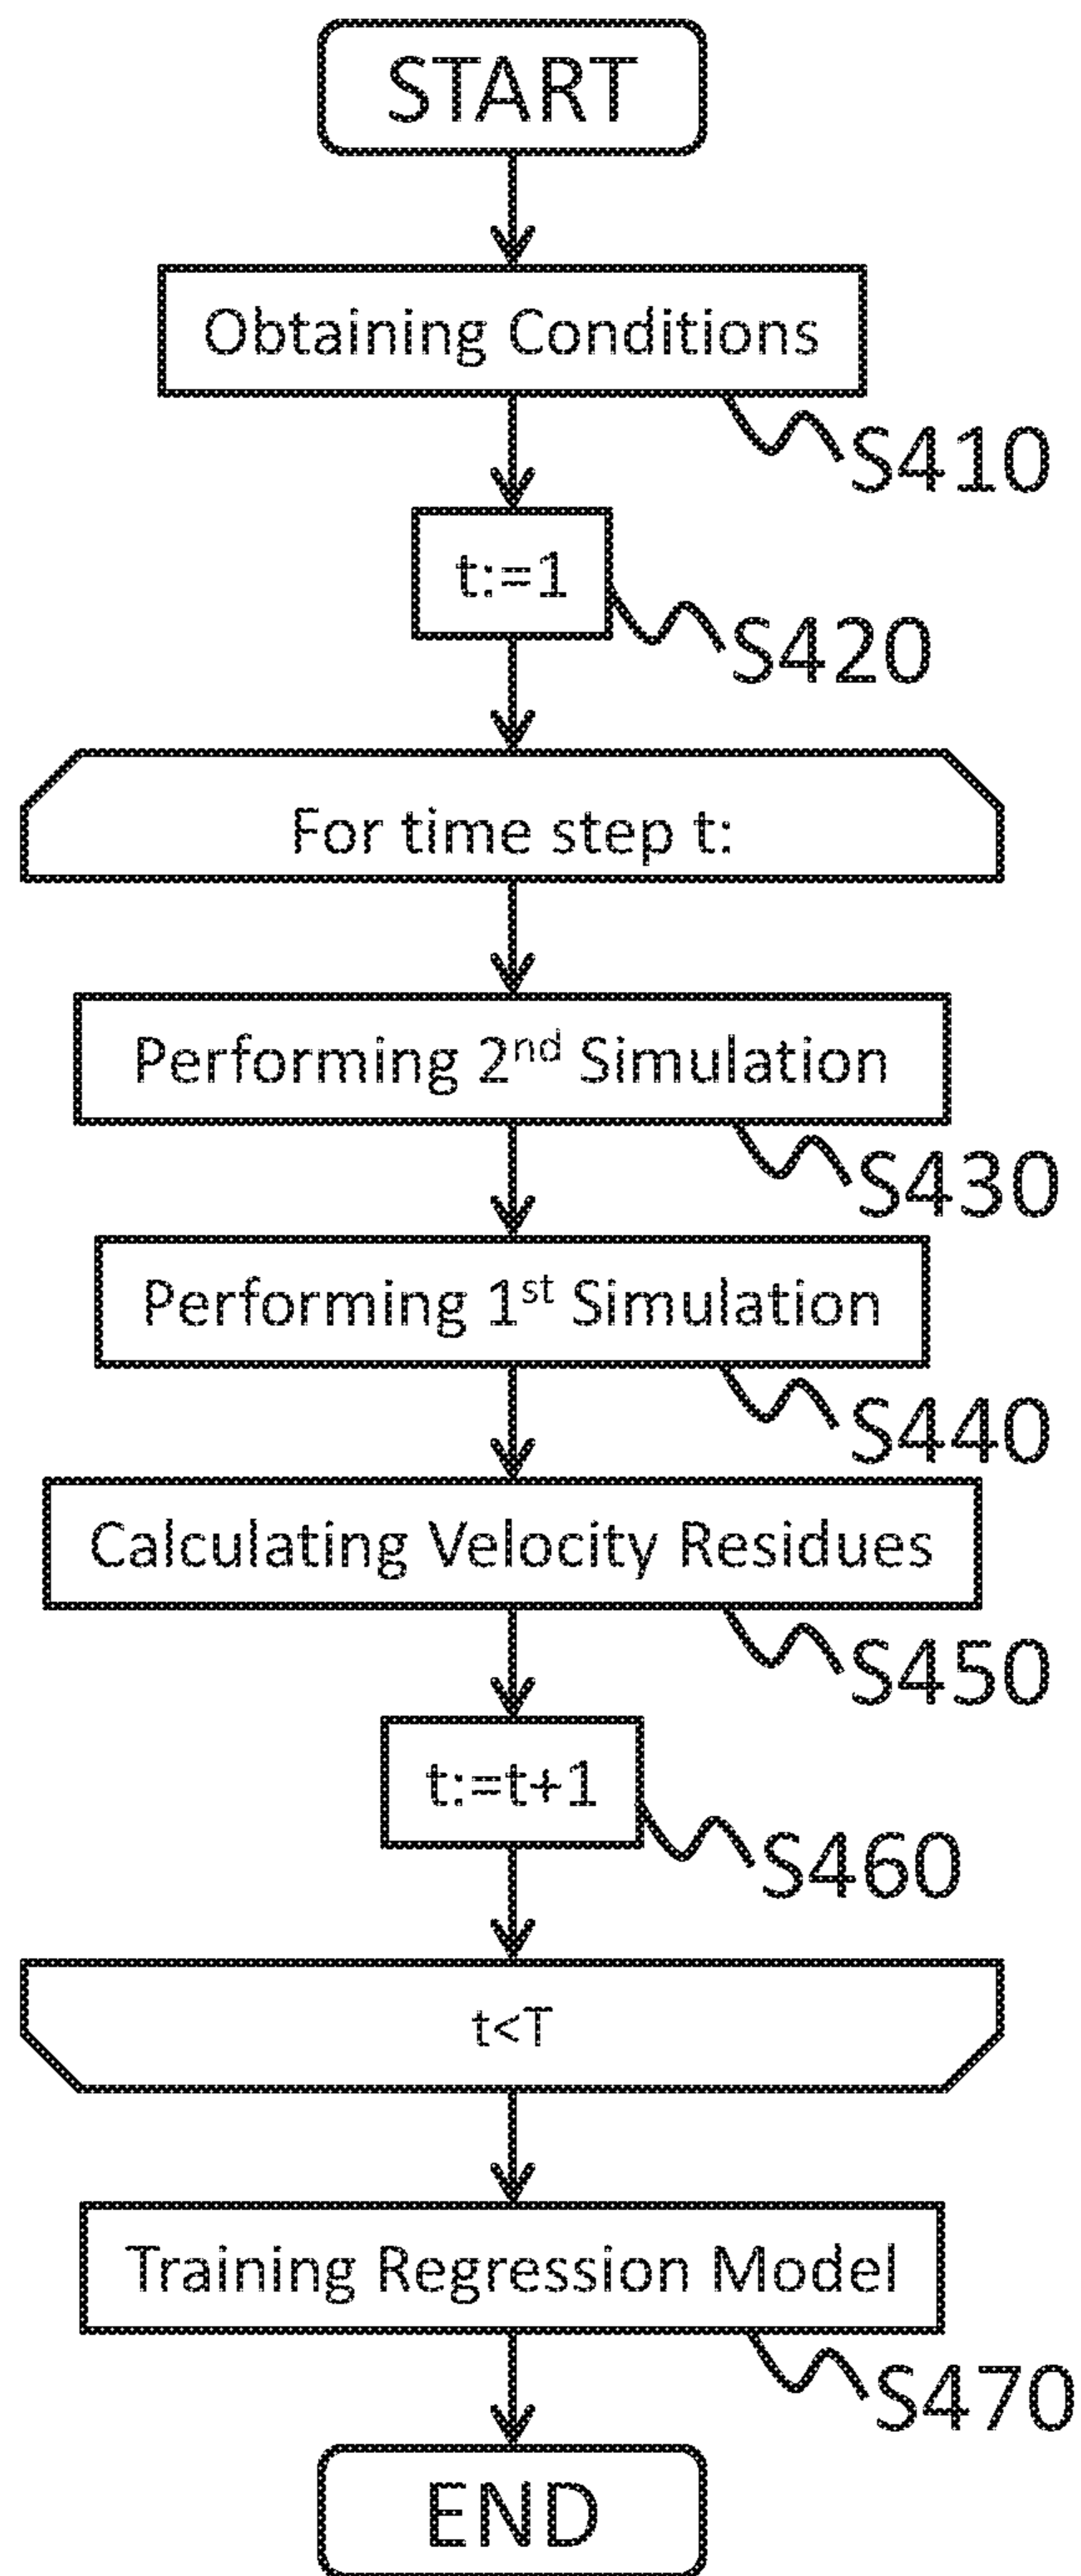 START
Obtaining Conditions
S410
t:=1
S420
For time step t:
Performing 2nd Simulation
S430
Performing 1st Simulation
S440
Calculating Velocity Residues
S450
t:=t+1
S460
t<T
Training Regression Model
S470
END